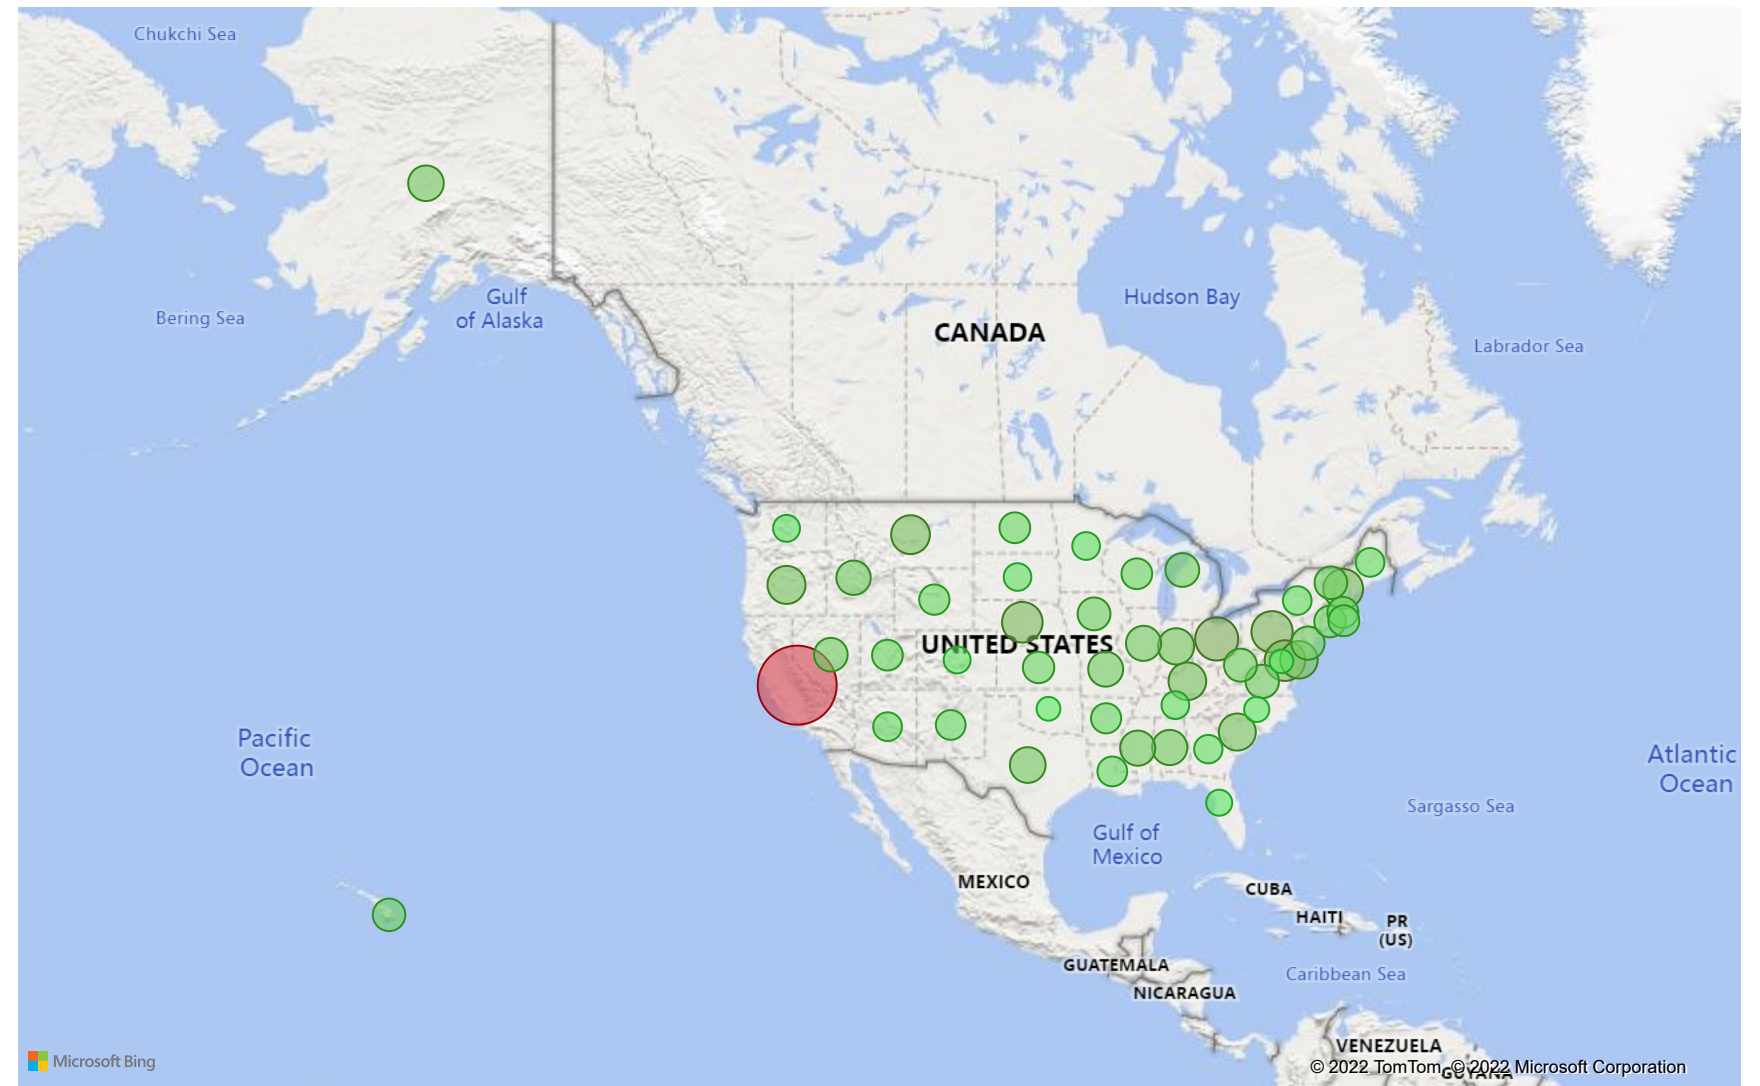 Chukchi Sea
Gulf
of Alaska
Hudson Bay
Bering Sea
CANADA
Labrador Sea
UNITED STATES
Pacific
Ocean
Atlantic
Ocean
Sargasso Sea
Gulf of
Mexico
MEXICO
CUBA
HAITI
PR
(US)
GUATEMALA
Caribbean Sea
NICARAGUA
VENEZUELA
Microsoft Bing
© 2022 TomTom, © 2022 Microsoft Corporation
GUYANA